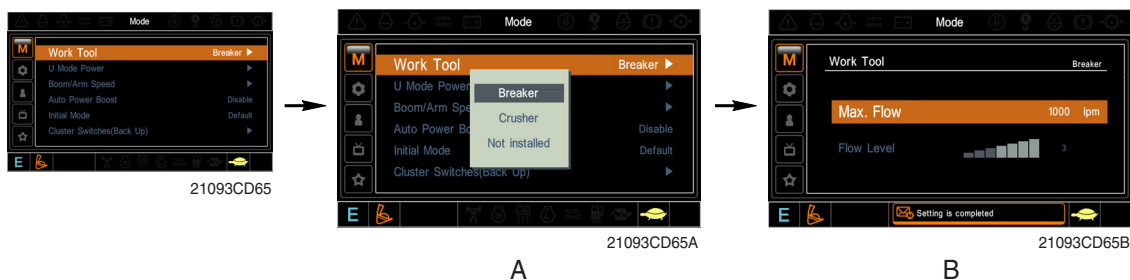 Mode
M
Work Tool Breaker ▶
U Mode Power ▶
Boom/Arm Speed ▶
Auto Power Boost Disable
Initial Mode Default
Cluster Switches(Back Up) ▶
E
21093CD65
Mode
M
Work Tool Breaker ▶
U Mode Power ▶
Boom/Arm Spe ▶
Auto Power Bo Disable
Initial Mode Default
Cluster Switches(Back Up) ▶
Breaker
Crusher
Not installed
E
21093CD65A
A
Mode
M
Work Tool Breaker
Max. Flow 1000 lpm
Flow Level 3
E
Setting is completed
21093CD65B
B